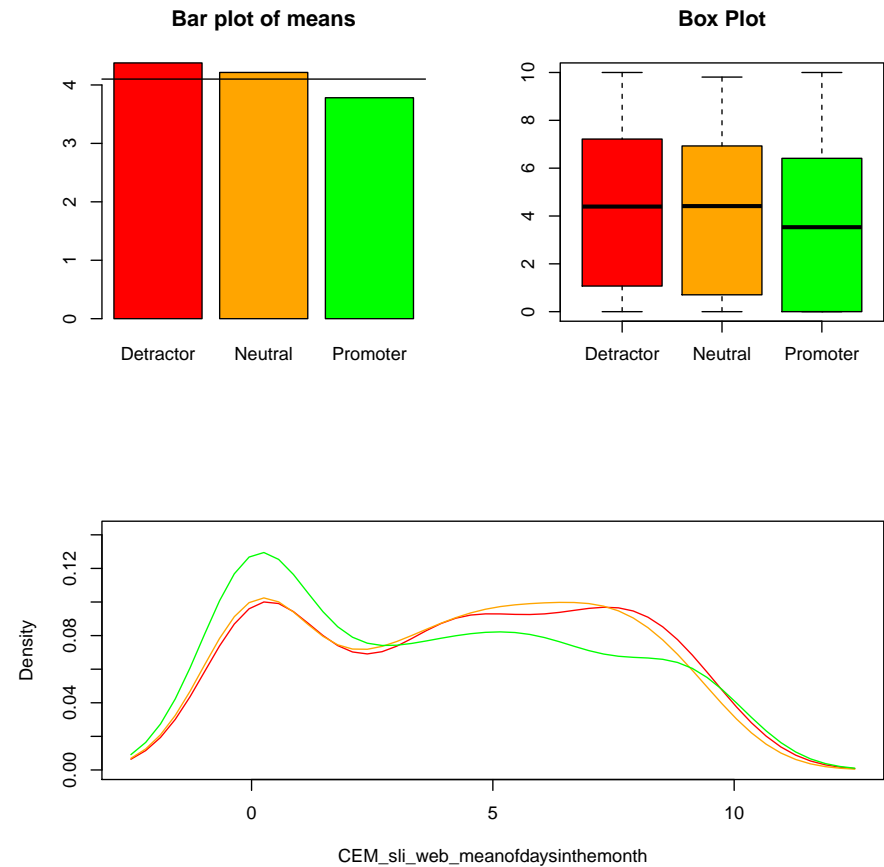 Bar plot of means
4
3
2
1
0
Detractor Neutral Promoter
Box Plot
10
8
6
4
2
0
Detractor Neutral Promoter
Density
0.12
0.08
0.04
0.00
0 5 10
CEM_sli_web_meanofdaysinthemonth